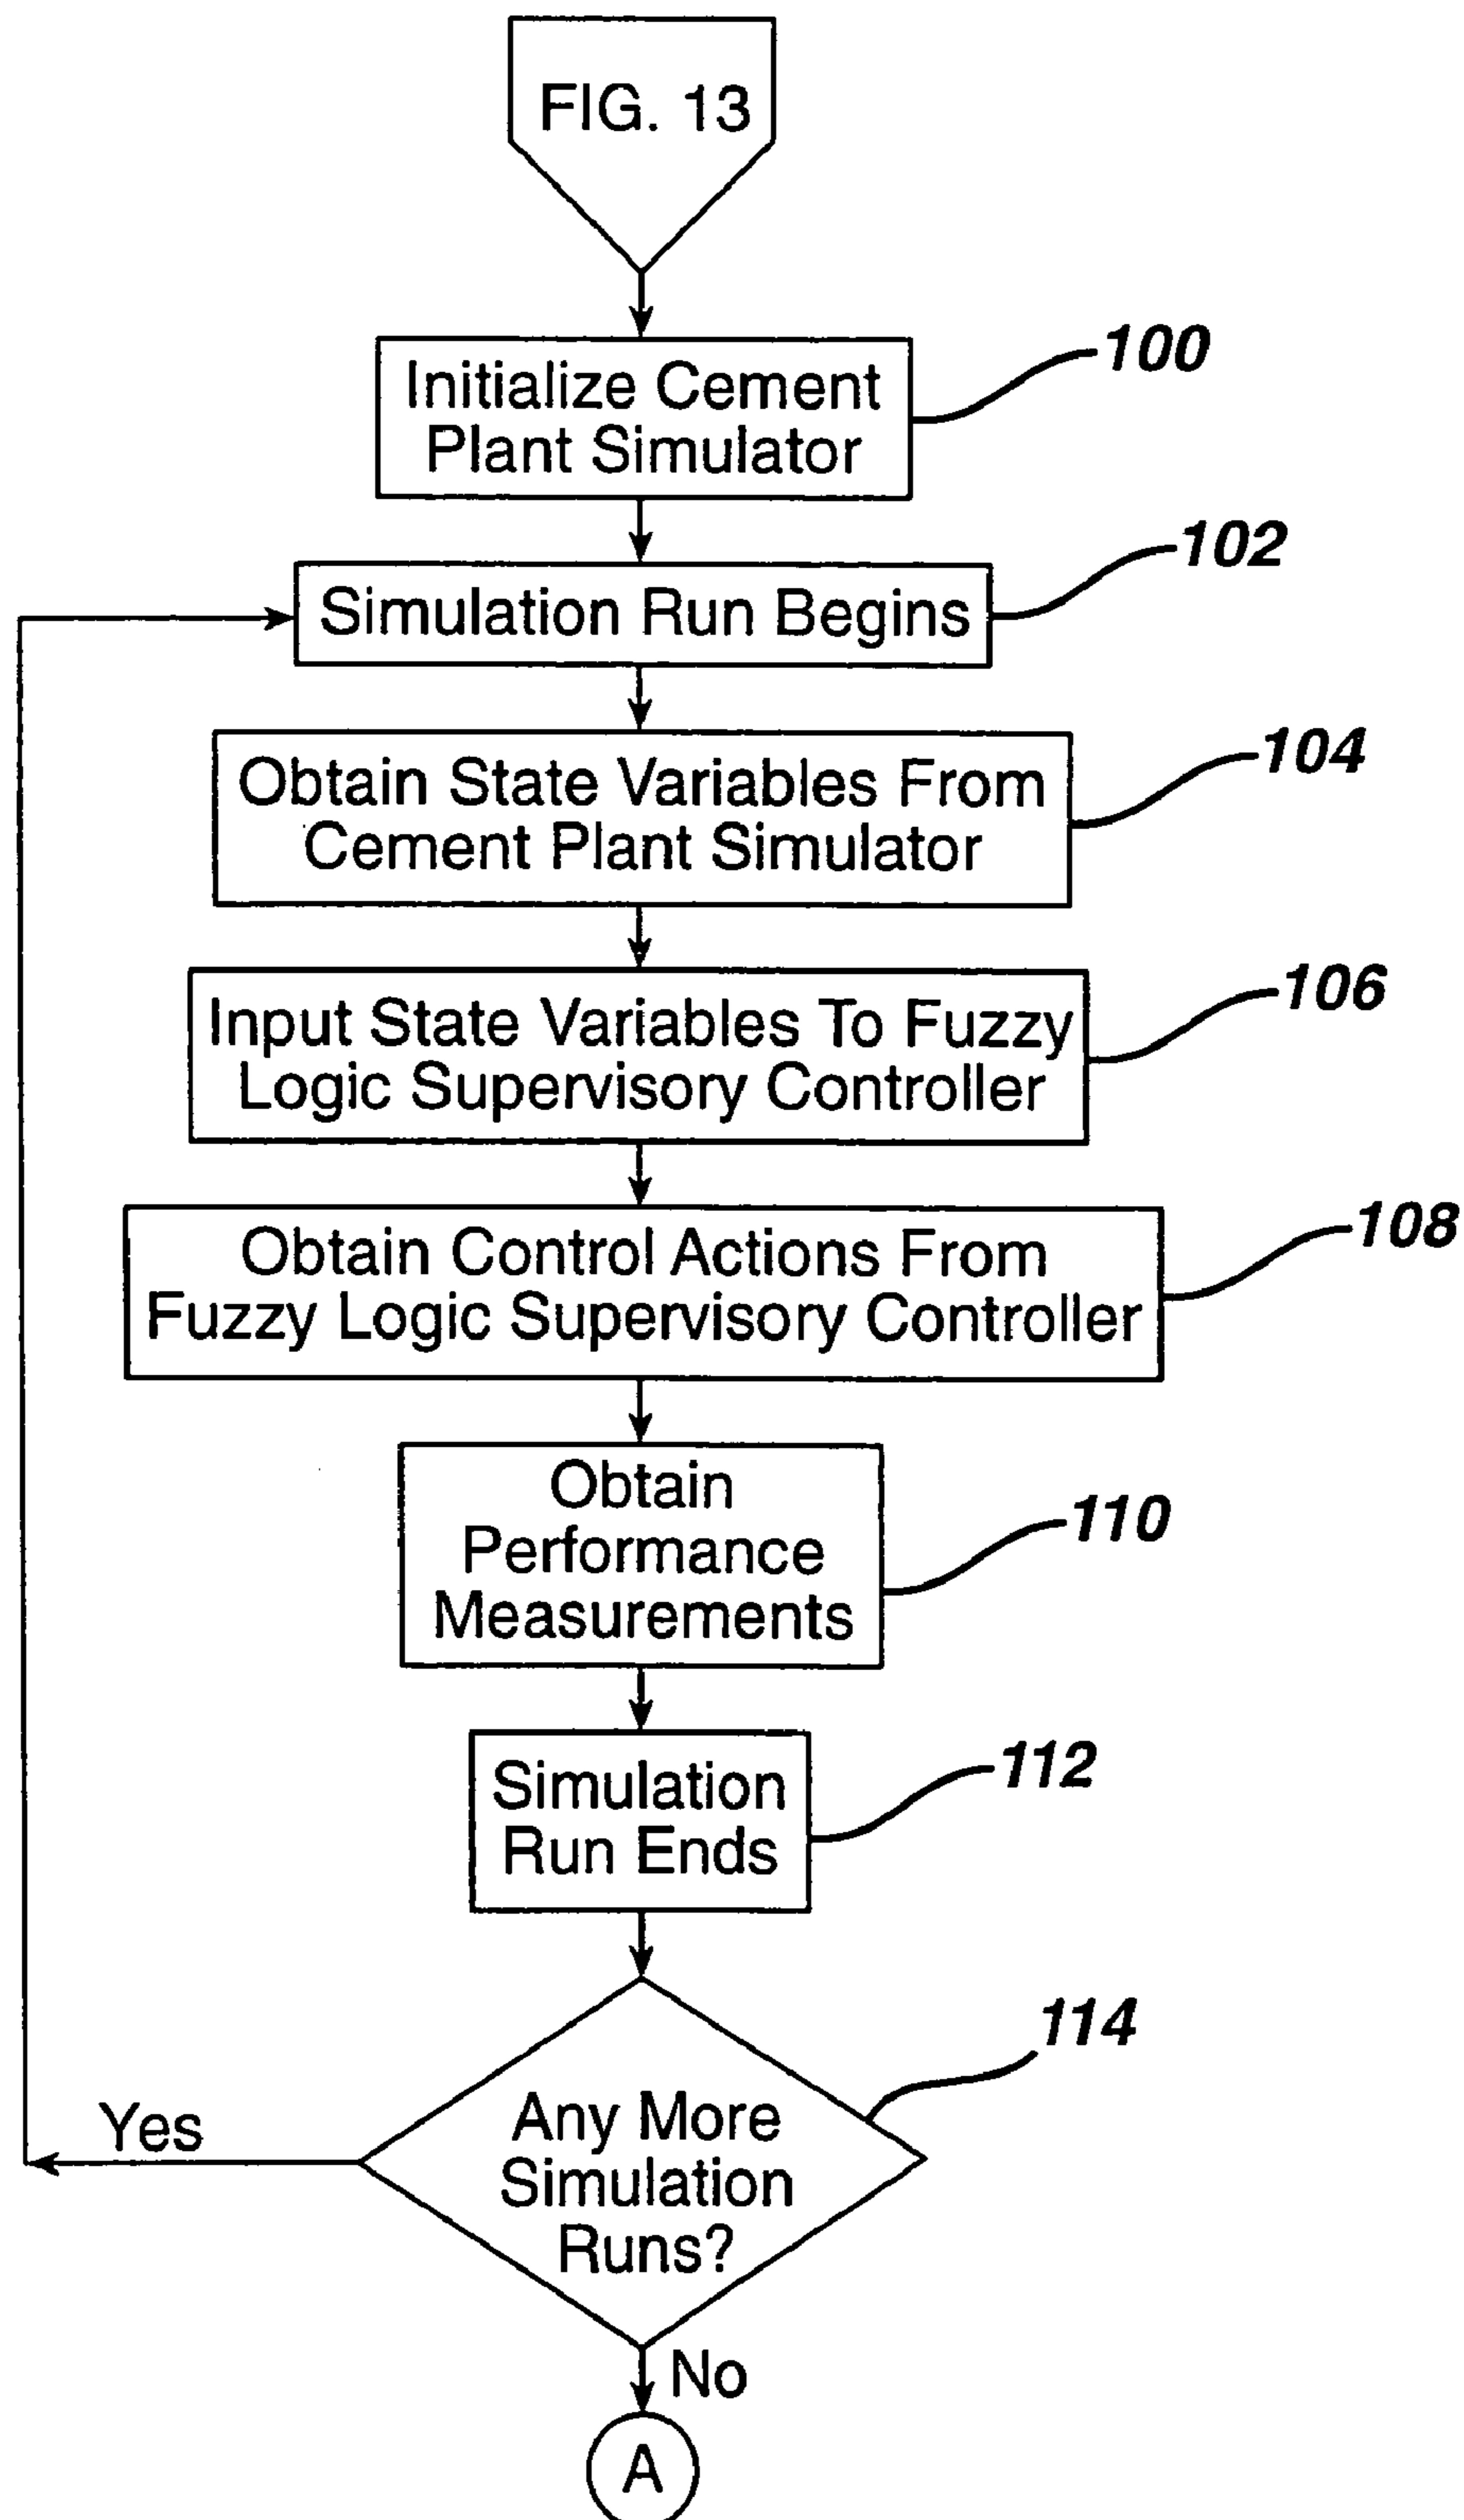 FIG. 13
100
Initialize Cement
Plant Simulator
102
Simulation Run Begins
104
Obtain State Variables From
Cement Plant Simulator
106
Input State Variables To Fuzzy
Logic Supervisory Controller
108
Obtain Control Actions From
Fuzzy Logic Supervisory Controller
110
Obtain
Performance
Measurements
112
Simulation
Run Ends
114
Any More
Simulation
Runs?
Yes
No
A